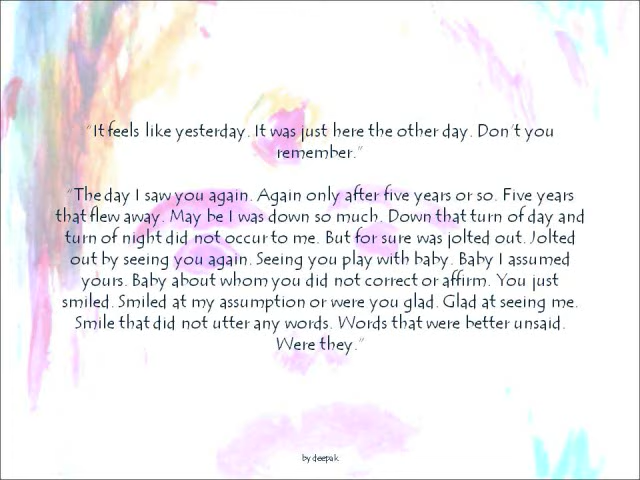 “It feels like yesterday. It was just here the other day. Don't you
remember.”
“The day I saw you again. Again only after five years or so. Five years
that flew away. May be I was down so much. Down that turn of day and
turn of night did not occur to me. But for sure was jolted out. Jolted
out by seeing you again. Seeing you play with baby. Baby I assumed
yours. Baby about whom you did not correct or affirm. You just
smiled. Smiled at my assumption or were you glad. Glad at seeing me.
Smile that did not utter any words. Words that were better unsaid.
Were they.”
by deepak